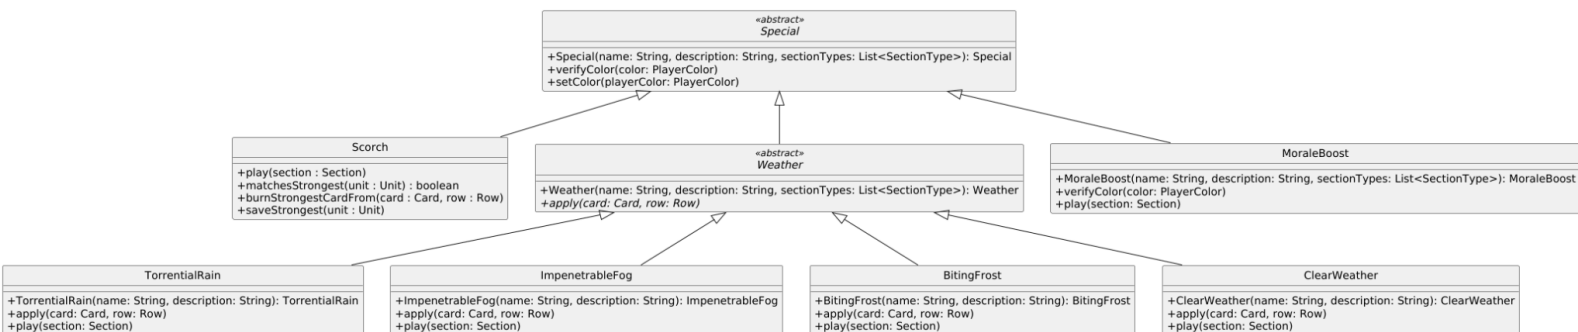 «abstract»
Special
+Special(name: String, description: String, sectionTypes: List<SectionType>): Special
+verifyColor(color: PlayerColor)
+setColor(playerColor: PlayerColor)
Scorch
+play(section : Section)
+matchesStrongest(unit : Unit) : boolean
+burnStrongestCardFrom(card : Card, row : Row)
+saveStrongest(unit : Unit)
«abstract»
Weather
+Weather(name: String, description: String, sectionTypes: List<SectionType>): Weather
+apply(card: Card, row: Row)
MoraleBoost
+MoraleBoost(name: String, description: String, sectionTypes: List<SectionType>): MoraleBoost
+verifyColor(color: PlayerColor)
+play(section: Section)
TorrentialRain
+TorrentialRain(name: String, description: String): TorrentialRain
+apply(card: Card, row: Row)
+play(section: Section)
ImpenetrableFog
+ImpenetrableFog(name: String, description: String): ImpenetrableFog
+apply(card: Card, row: Row)
+play(section: Section)
BitingFrost
+BitingFrost(name: String, description: String): BitingFrost
+apply(card: Card, row: Row)
+play(section: Section)
ClearWeather
+ClearWeather(name: String, description: String): ClearWeather
+apply(card: Card, row: Row)
+play(section: Section)